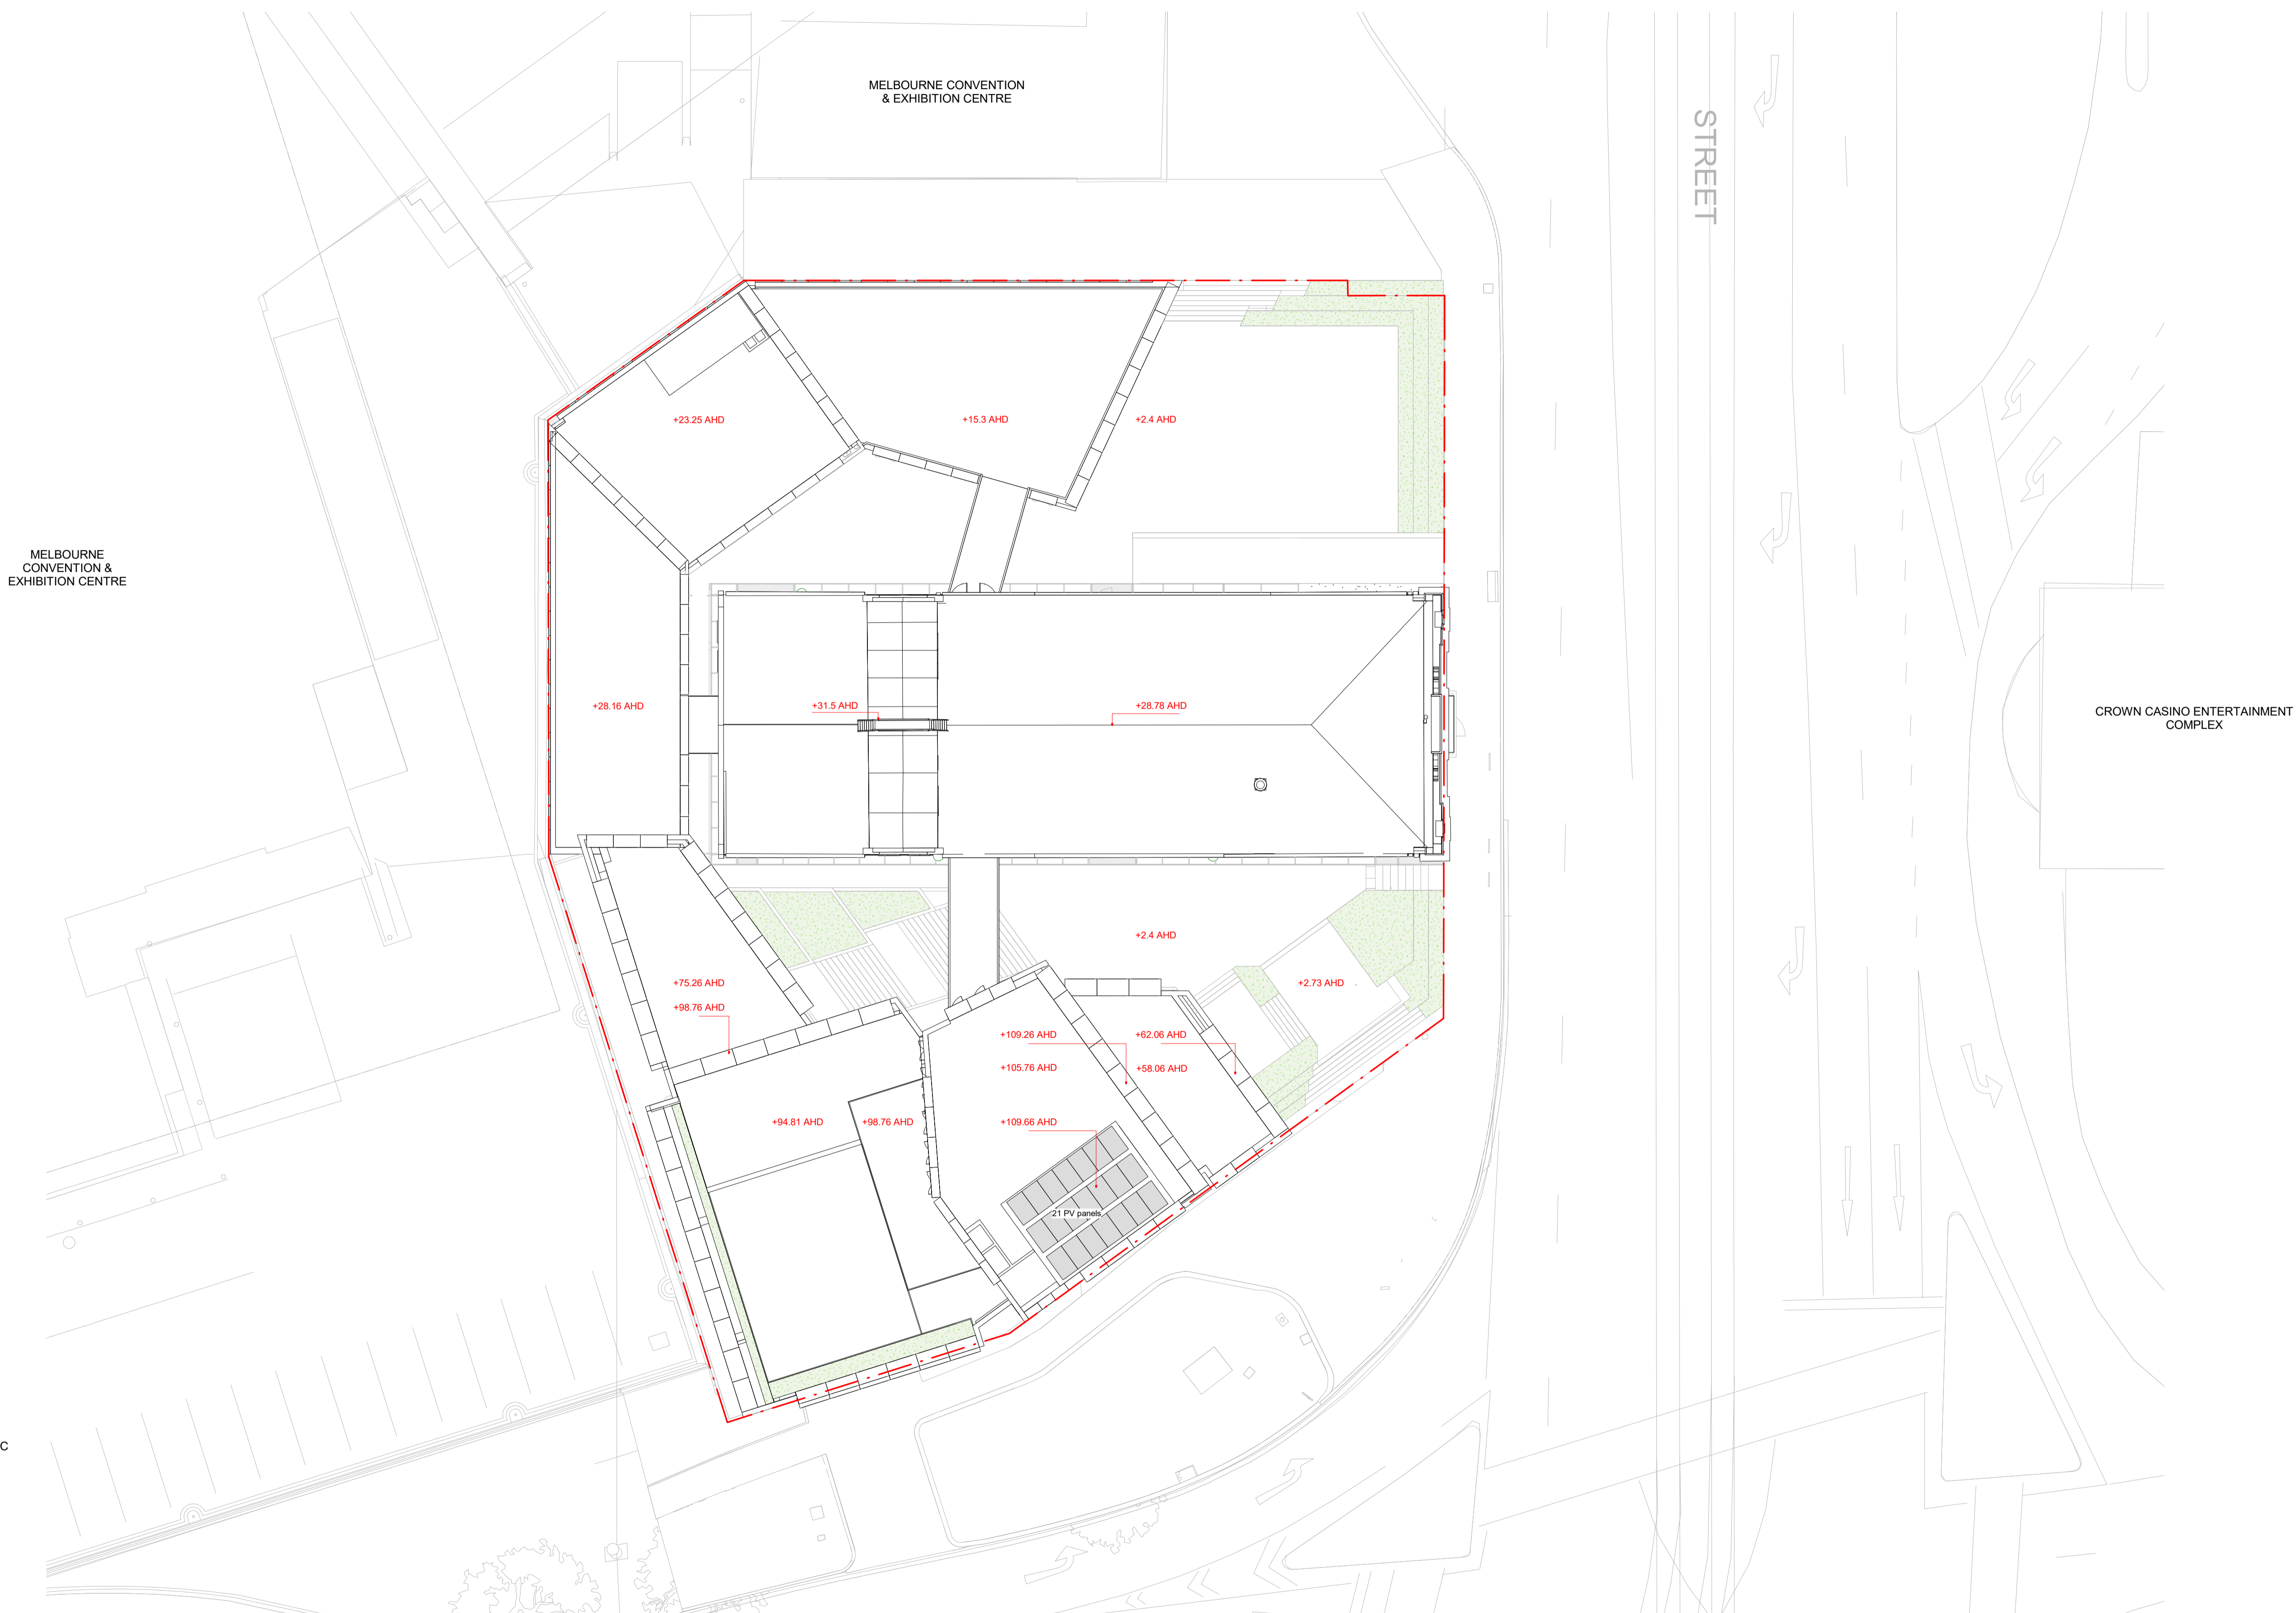 MELBOURNE CONVENTION
& EXHIBITION CENTRE
STREET
+23.25 AHD
+15.3 AHD
+2.4 AHD
MELBOURNE
CONVENTION &
EXHIBITION CENTRE
+28.16 AHD
+31.5 AHD
+28.78 AHD
CROWN CASINO ENTERTAINMENT
COMPLEX
+2.4 AHD
+75.26 AHD
+2.73 AHD
+98.76 AHD
+109.26 AHD
+62.06 AHD
+105.76 AHD
+58.06 AHD
+94.81 AHD
+98.76 AHD
+109.66 AHD
21 PV panels
C